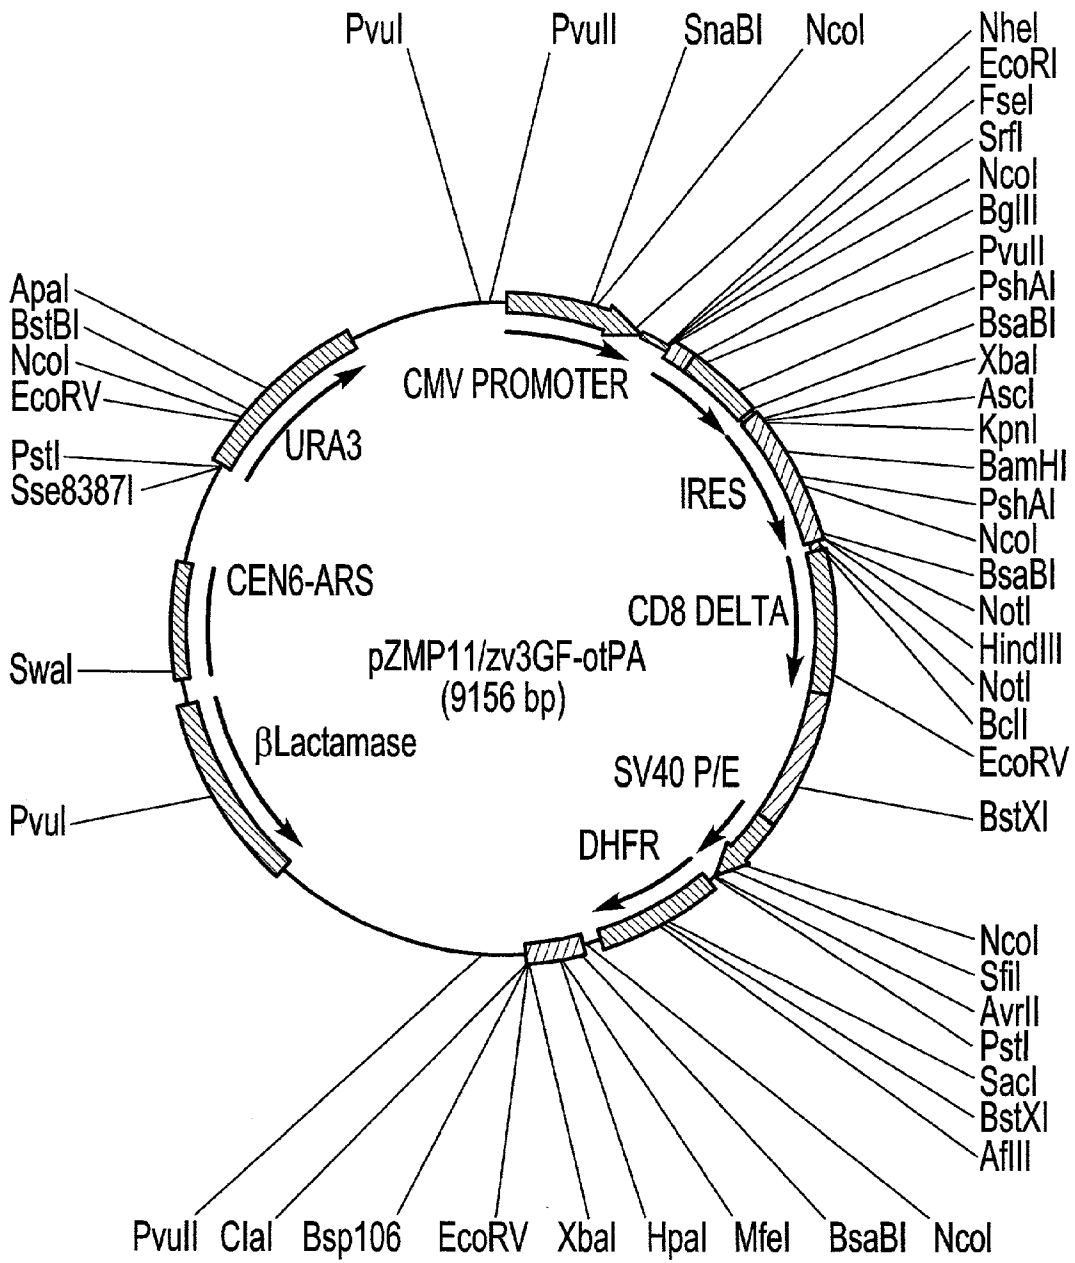 PvuI
PvuII
SnaBI
NcoI
NheI
EcoRI
FseI
SrfI
NcoI
BglII
PvuII
PshAI
BsaBI
XbaI
AscI
KpnI
BamHI
PshAI
NcoI
BsaBI
NotI
HindIII
NotI
BclI
EcoRV
BstXI
NcoI
SfiI
AvrII
PstI
SacI
BstXI
AflII
NcoI
BsaBI
MfeI
HpaI
XbaI
EcoRV
Bsp106
ClaI
PvuII
PvuI
SwaI
Sse8387I
PstI
EcoRV
NcoI
BstBI
ApaI
CMV PROMOTER
URA3
IRES
CEN6-ARS
CD8 DELTA
pZMP11/zv3GF-otPA
(9156 bp)
βLactamase
SV40 P/E
DHFR